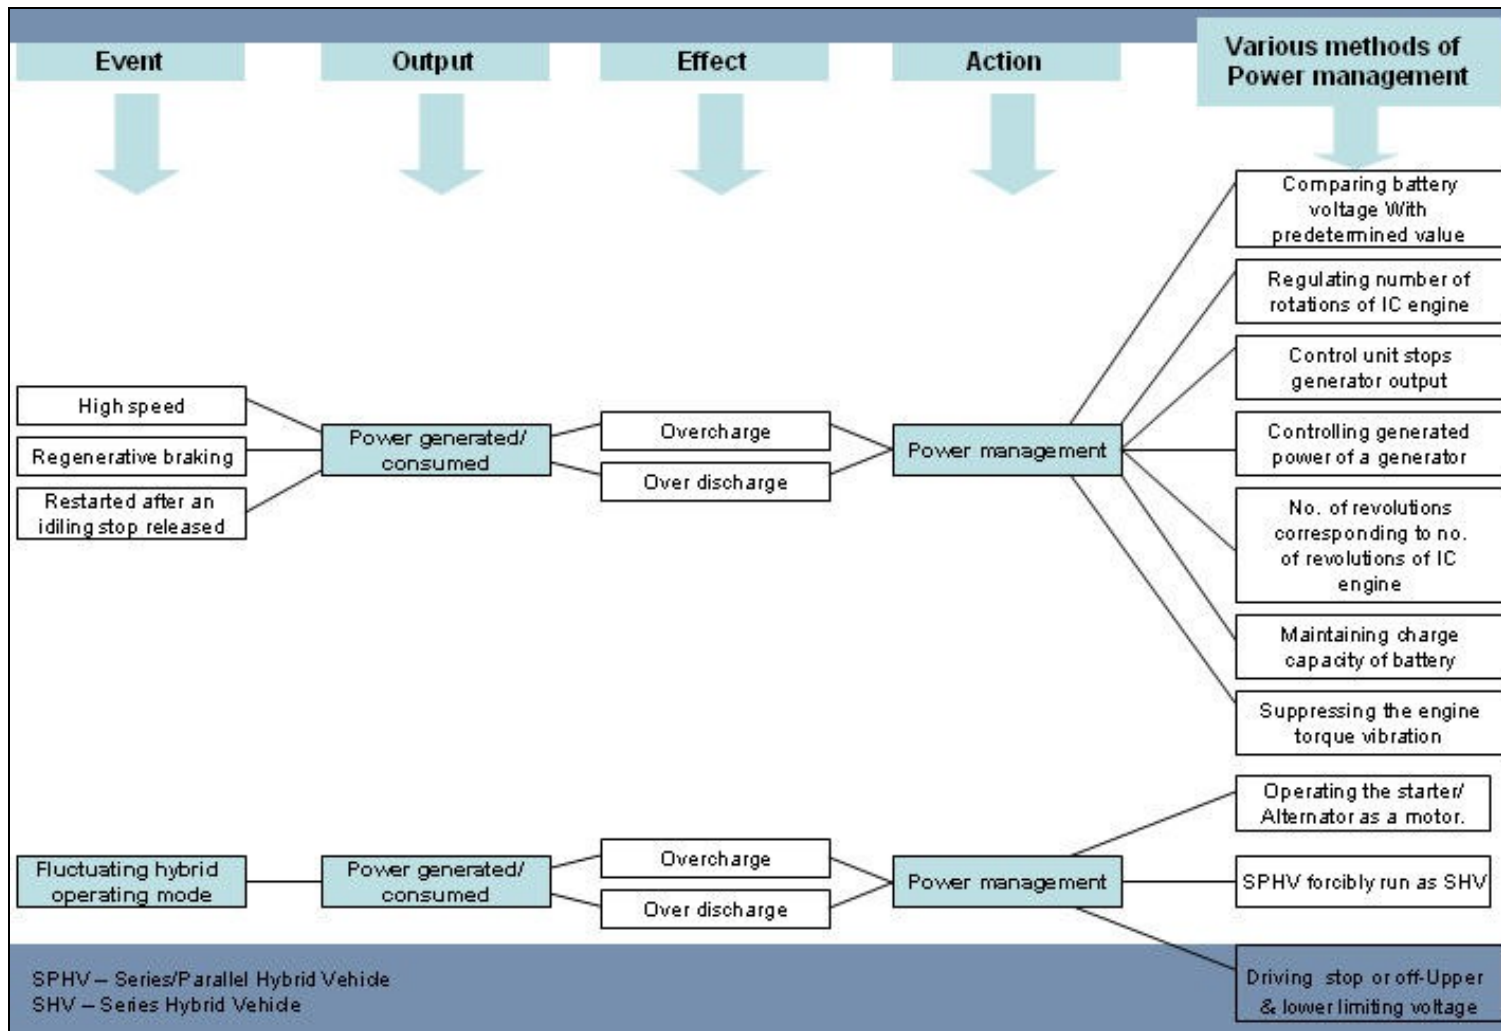 Event
Output
Effect
Action
Various methods of
Power management
Comparing battery
voltage With
predetermined value
Regulating number of
rotations of IC engine
Control unit stops
generator output
Controlling generated
power of a generator
No. of revolutions
corresponding to no.
of revolutions of IC
engine
Maintaining charge
capacity of battery
Suppressing the engine
torque vibration
High speed
Regenerative braking
Restarted after an
idiling stop released
Power generated/
consumed
Overcharge
Over discharge
Power management
Operating the starter/
Alternator as a motor.
SPHV forcibly run as SHV
Driving stop or off-Upper
& lower limiting voltage
Fluctuating hybrid
operating mode
Power generated/
consumed
Overcharge
Over discharge
Power management
SPHV – Series/Parallel Hybrid Vehicle
SHV – Series Hybrid Vehicle